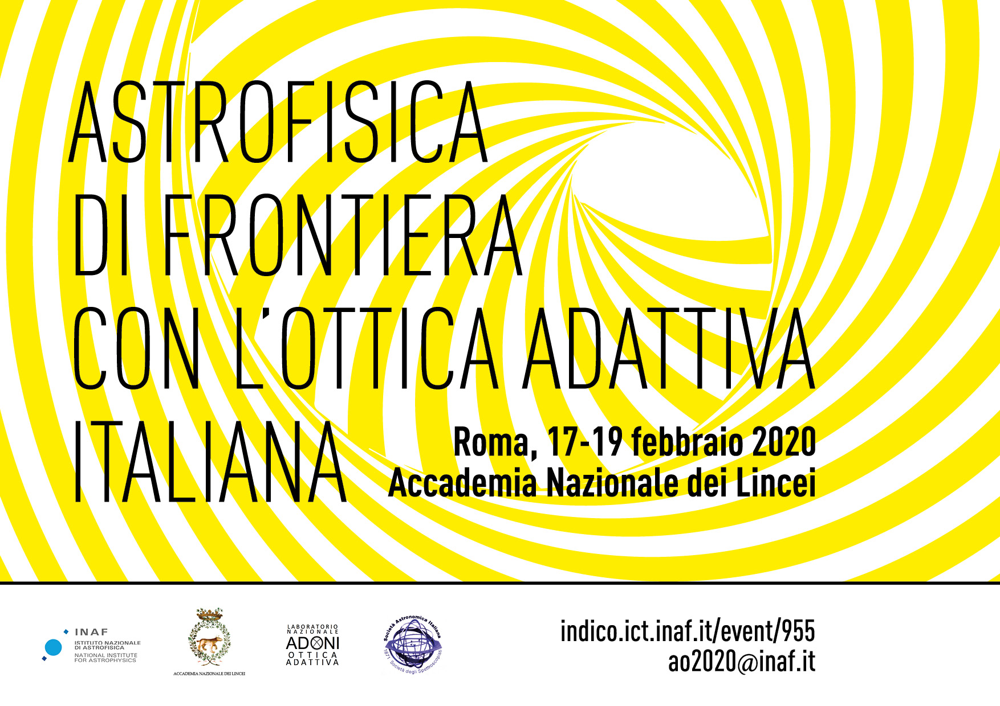 ASTROFISICA
DI FRONTIERA
CON L'OTTICA ADATTIVA
ITALIANA
Roma, 17-19 febbraio 2020
Accademia Nazionale dei Lincei
INAF
ISTITUTO NAZIONALE
DI ASTROFISICA
NATIONAL INSTITUTE
FOR ASTROPHYSICS
ACCADEMIA NAZIONALE DEI LINCEI
LABORATORIO
NAZIONALE
ADONI
OTTICA
ADATTIVA
Società Astronomica Italiana
1871 Società degli Spettroscopisti
indico.ict.inaf.it/event/955
ao2020@inaf.it